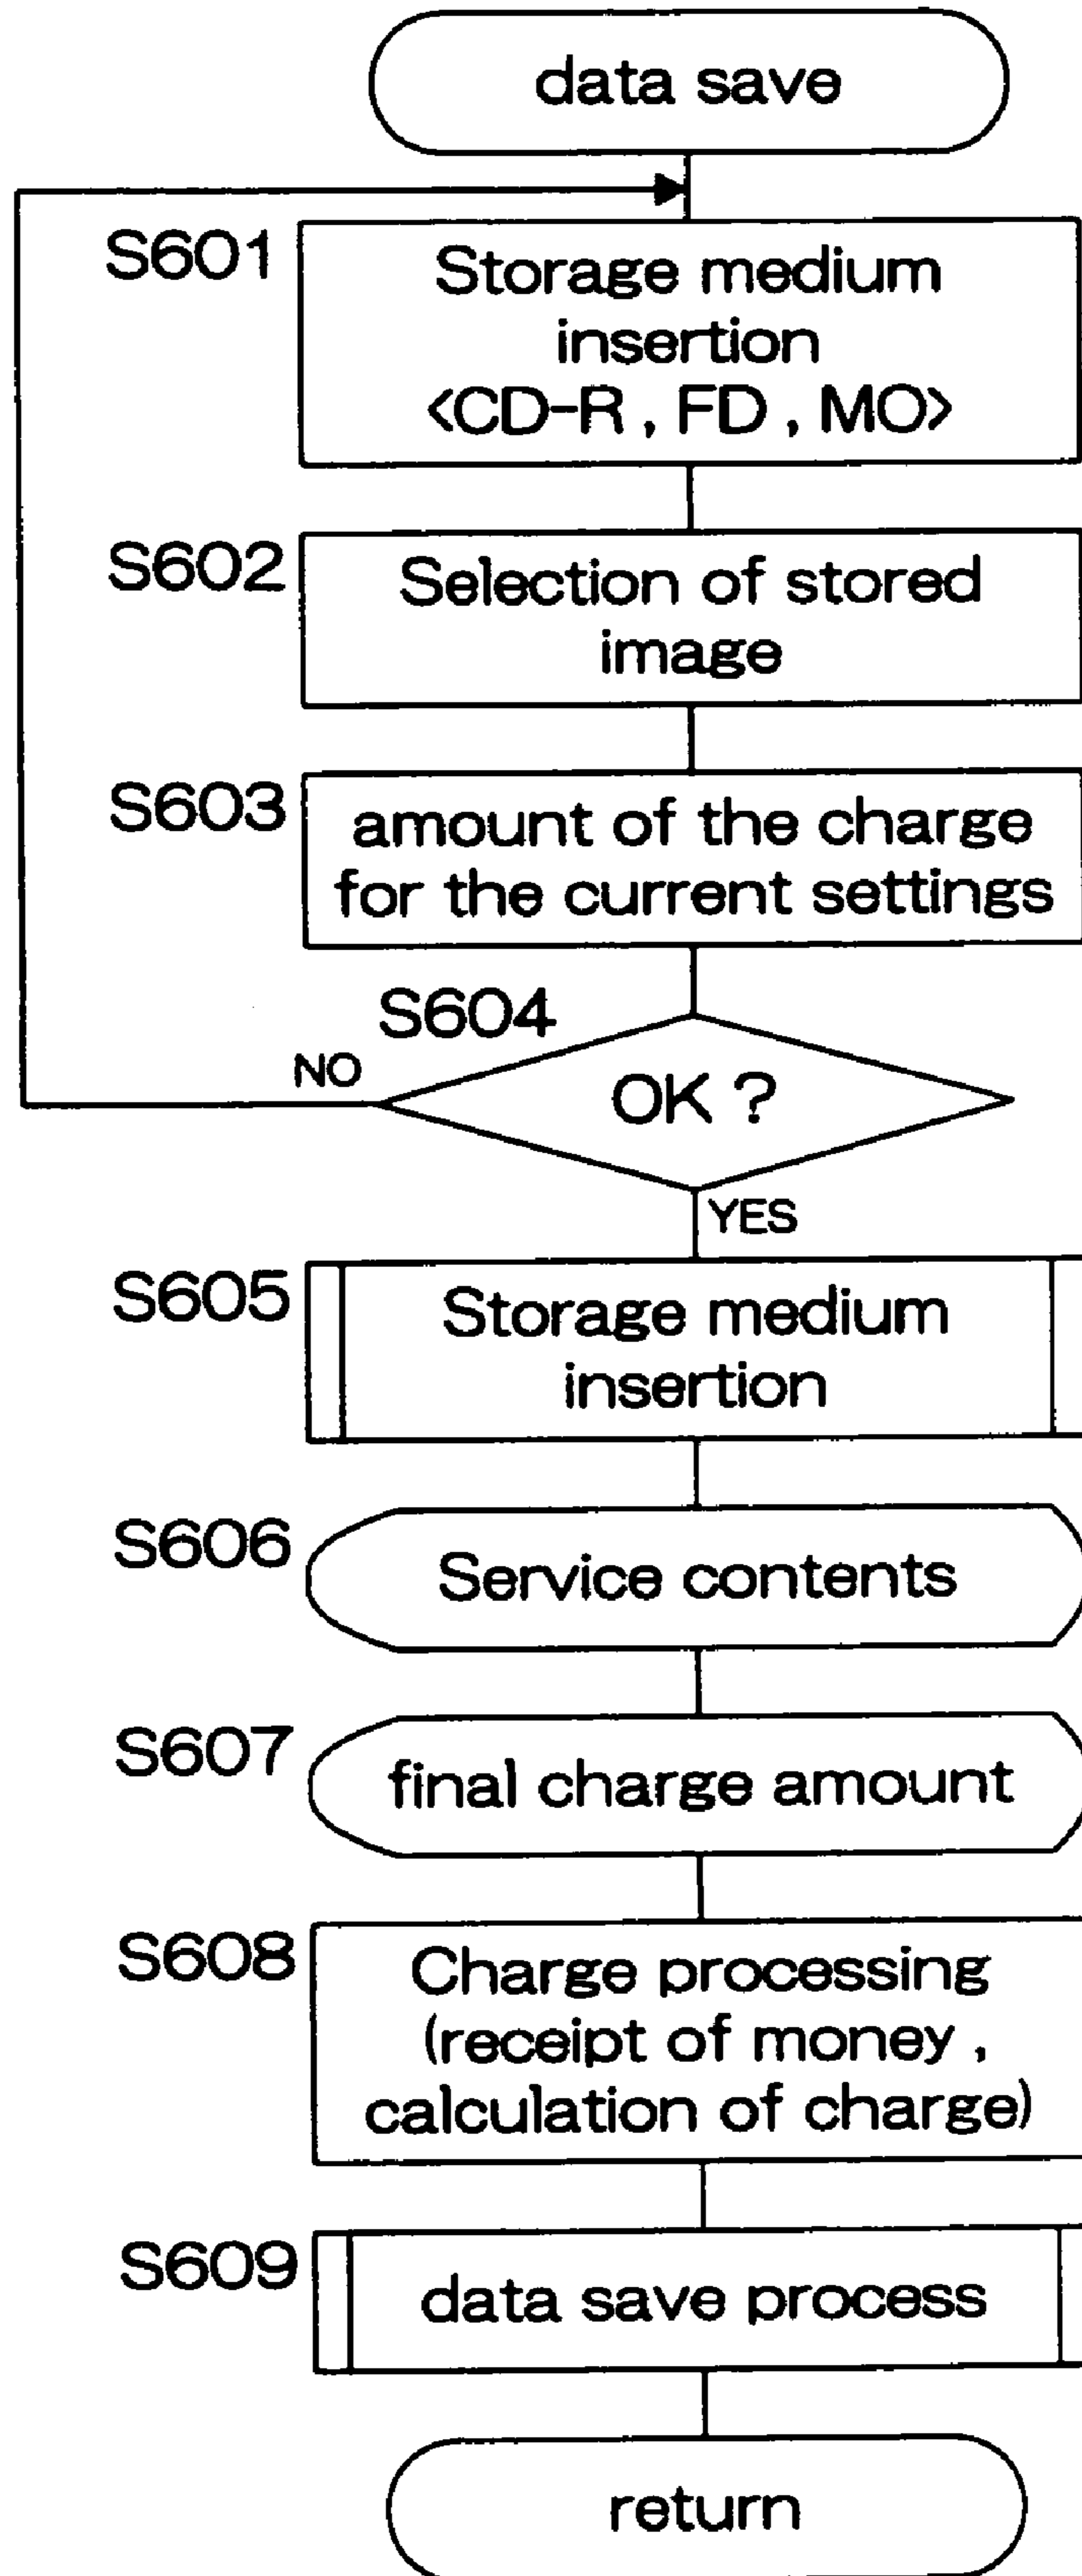 data save
S601
Storage medium
insertion
<CD-R , FD , MO>
S602
Selection of stored
image
S603
amount of the charge
for the current settings
S604
NO
OK ?
YES
S605
Storage medium
insertion
S606
Service contents
S607
final charge amount
S608
Charge processing
(receipt of money ,
calculation of charge)
S609
data save process
return